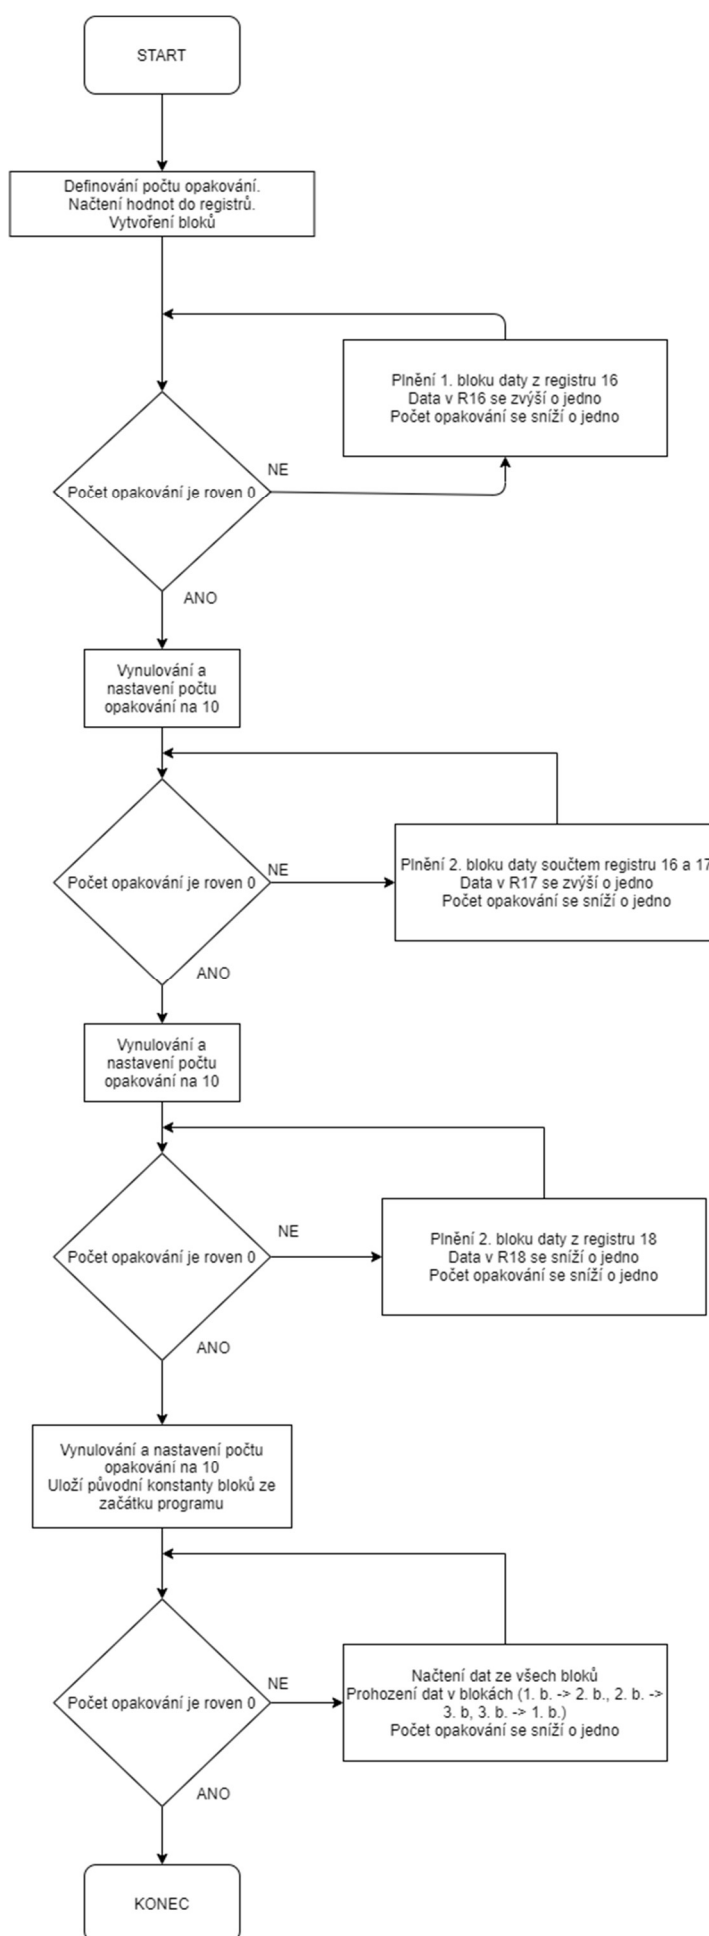 START
Definování počtu opakování.
Načtení hodnot do registrů.
Vytvoření bloků
Plnění 1. bloku daty z registru 16
Data v R16 se zvýší o jedno
Počet opakování se sníží o jedno
NE
Počet opakování je roven 0
ANO
Vynulování a
nastavení počtu
opakování na 10
NE
Počet opakování je roven 0
Plnění 2. bloku daty součtem registru 16 a 17
Data v R17 se zvýší o jedno
Počet opakování se sníží o jedno
ANO
Vynulování a
nastavení počtu
opakování na 10
NE
Počet opakování je roven 0
Plnění 2. bloku daty z registru 18
Data v R18 se sníží o jedno
Počet opakování se sníží o jedno
ANO
Vynulování a nastavení počtu
opakování na 10
Uloží původní konstanty bloků ze
začátku programu
NE
Počet opakování je roven 0
Načtení dat ze všech bloků
Prohození dat v blokách (1. b. -> 2. b., 2. b. ->
3. b, 3. b. -> 1. b.)
Počet opakování se sníží o jedno
ANO
KONEC